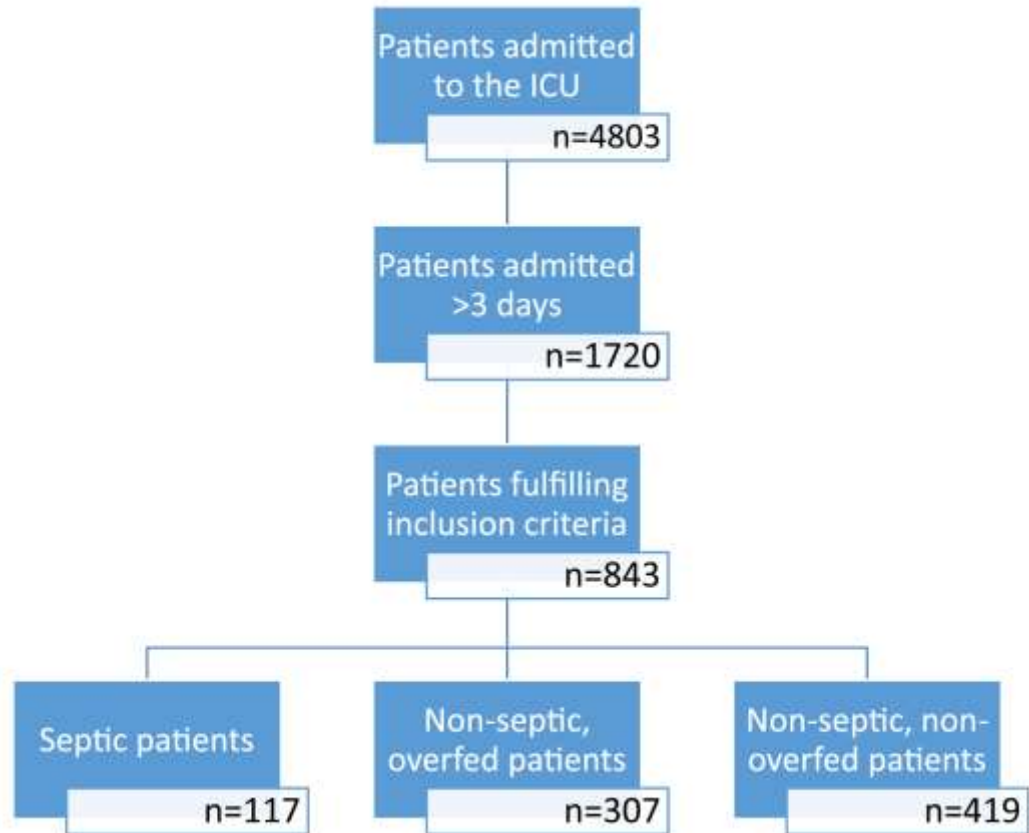 Patients admitted
to the ICU
n=4803
Patients admitted
>3 days
n=1720
Patients fulfilling
inclusion criteria
n=843
Septic patients
n=117
Non-septic,
overfed patients
n=307
Non-septic, non-
overfed patients
n=419